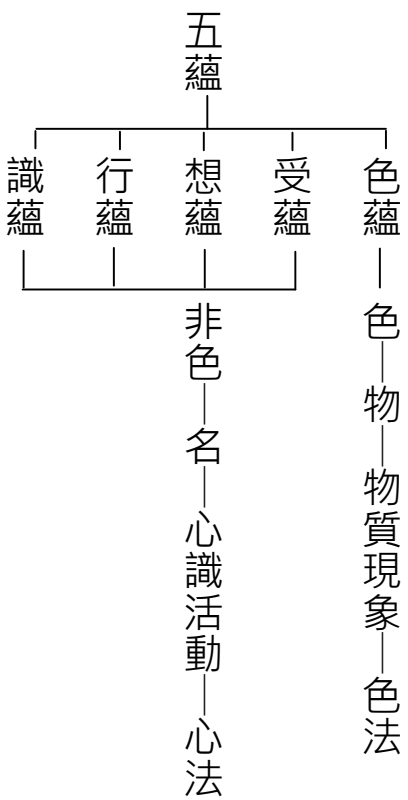 五蘊
色蘊
受蘊
想蘊
行蘊
識蘊
色—物—物質現象—色法
非色—名—心識活動—心法